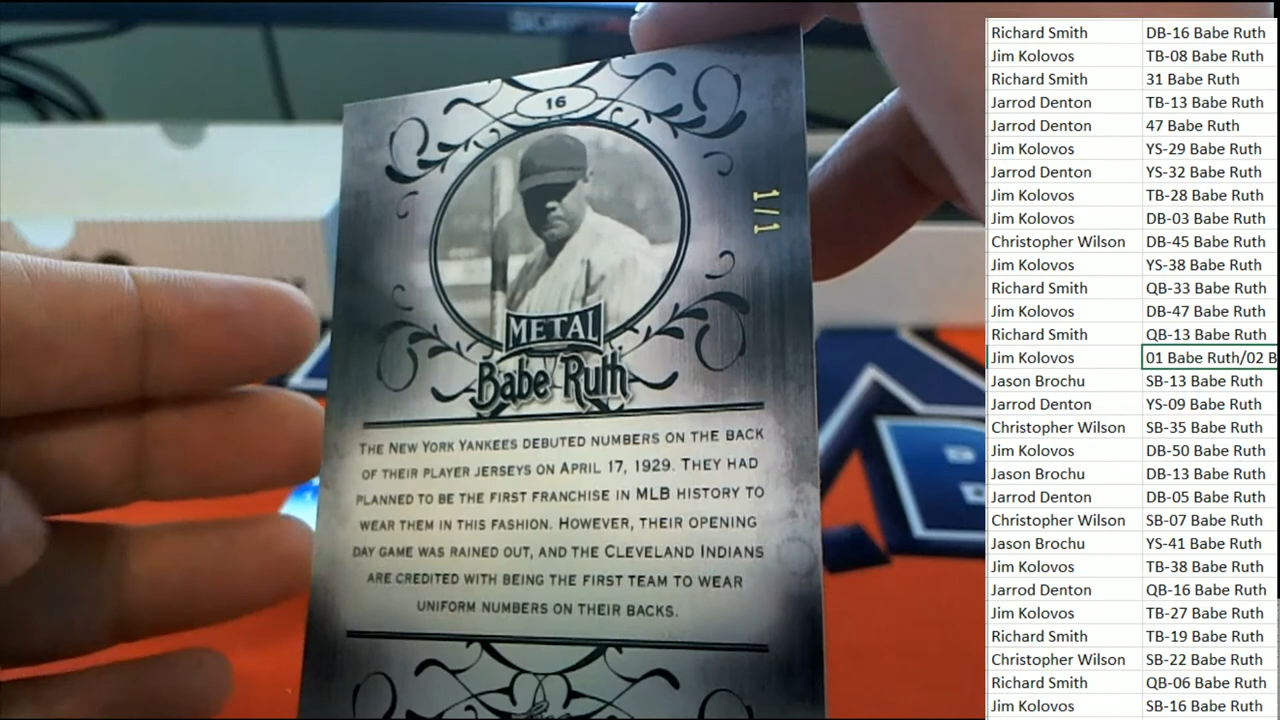 16
1/1
METAL
Babe Ruth
THE NEW YORK YANKEES DEBUTED NUMBERS ON THE BACK
OF THEIR PLAYER JERSEYS ON APRIL 17, 1929. THEY HAD
PLANNED TO BE THE FIRST FRANCHISE IN MLB HISTORY TO
WEAR THEM IN THIS FASHION. HOWEVER, THEIR OPENING
DAY GAME WAS RAINED OUT, AND THE CLEVELAND INDIANS
ARE CREDITED WITH BEING THE FIRST TEAM TO WEAR
UNIFORM NUMBERS ON THEIR BACKS.
Richard Smith DB-16 Babe Ruth
Jim Kolovos TB-08 Babe Ruth
Richard Smith 31 Babe Ruth
Jarrod Denton TB-13 Babe Ruth
Jarrod Denton 47 Babe Ruth
Jim Kolovos YS-29 Babe Ruth
Jarrod Denton YS-32 Babe Ruth
Jim Kolovos TB-28 Babe Ruth
Jim Kolovos DB-03 Babe Ruth
Christopher Wilson DB-45 Babe Ruth
Jim Kolovos YS-38 Babe Ruth
Richard Smith QB-33 Babe Ruth
Jim Kolovos DB-47 Babe Ruth
Richard Smith QB-13 Babe Ruth
Jim Kolovos 01 Babe Ruth/02 B
Jason Brochu SB-13 Babe Ruth
Jarrod Denton YS-09 Babe Ruth
Christopher Wilson SB-35 Babe Ruth
Jim Kolovos DB-50 Babe Ruth
Jason Brochu DB-13 Babe Ruth
Jarrod Denton DB-05 Babe Ruth
Christopher Wilson SB-07 Babe Ruth
Jason Brochu YS-41 Babe Ruth
Jim Kolovos TB-38 Babe Ruth
Jarrod Denton QB-16 Babe Ruth
Jim Kolovos TB-27 Babe Ruth
Richard Smith TB-19 Babe Ruth
Christopher Wilson SB-22 Babe Ruth
Richard Smith QB-06 Babe Ruth
Jim Kolovos SB-16 Babe Ruth